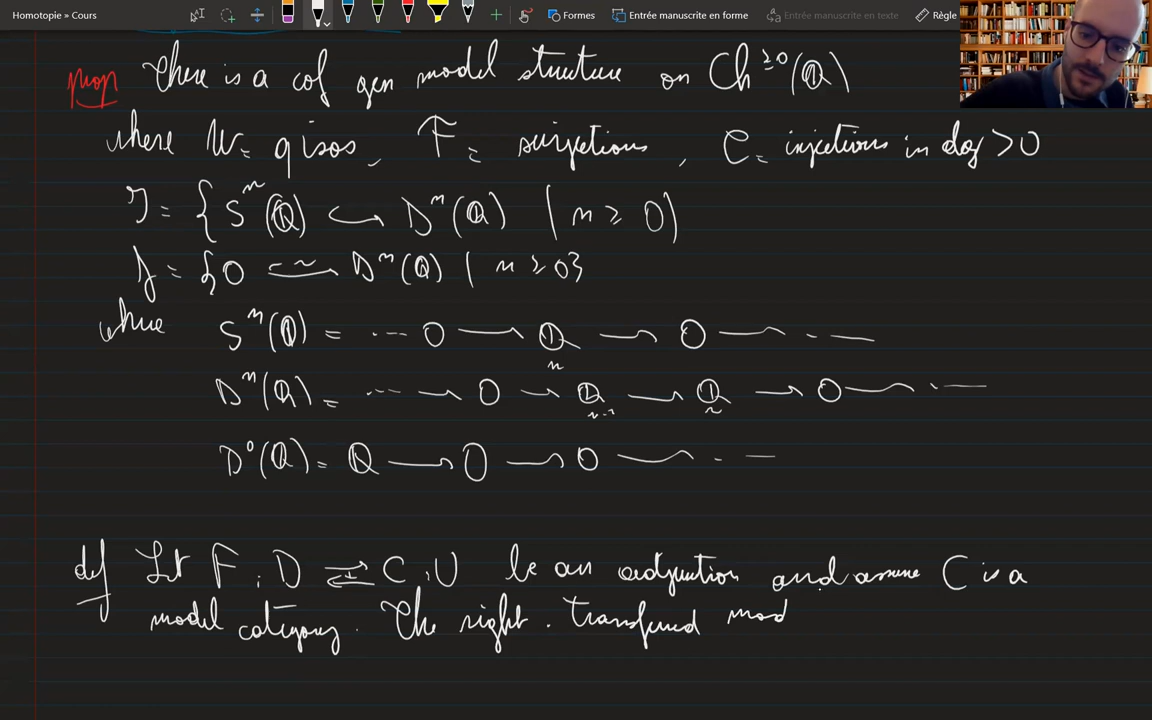 Homotopie » Cours
Formes Entrée manuscrite en forme Entrée manuscrite en texte Règle
prop There is a cof gen model structure on Ch^{≥0}(ℚ)
where W = qisos, F = surjections, C = injections in deg > 0
I = { S^n(ℚ) ↪ D^n(ℚ) | n ≥ 0 )
J = { 0 ~→ D^n(ℚ) | n ≥ 0 }
where S^n(ℚ) = ... 0 → ℚ → 0 → ...
n
D^n(ℚ) = ... → 0 → ℚ → ℚ → 0 → ...
n-1 n
D^0(ℚ) = ℚ → 0 → 0 → ...
def Let F : D ⇄ C : U be an adjunction and assume C is a
model category. The right-transferred mod